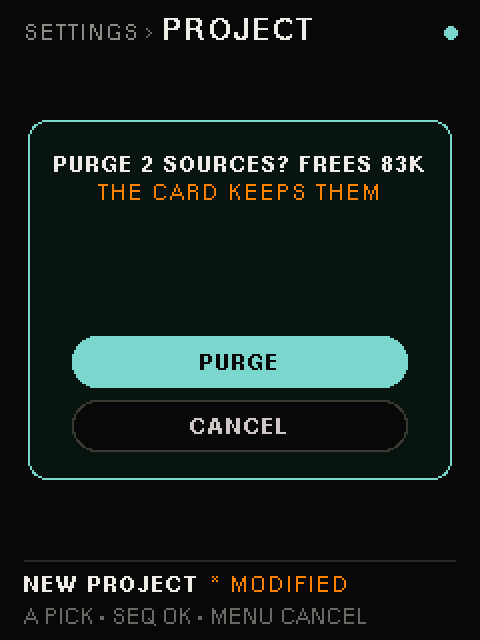 SETTINGS › PROJECT
PURGE 2 SOURCES? FREES 83K
THE CARD KEEPS THEM
PURGE
CANCEL
NEW PROJECT * MODIFIED
A PICK · SEQ OK · MENU CANCEL